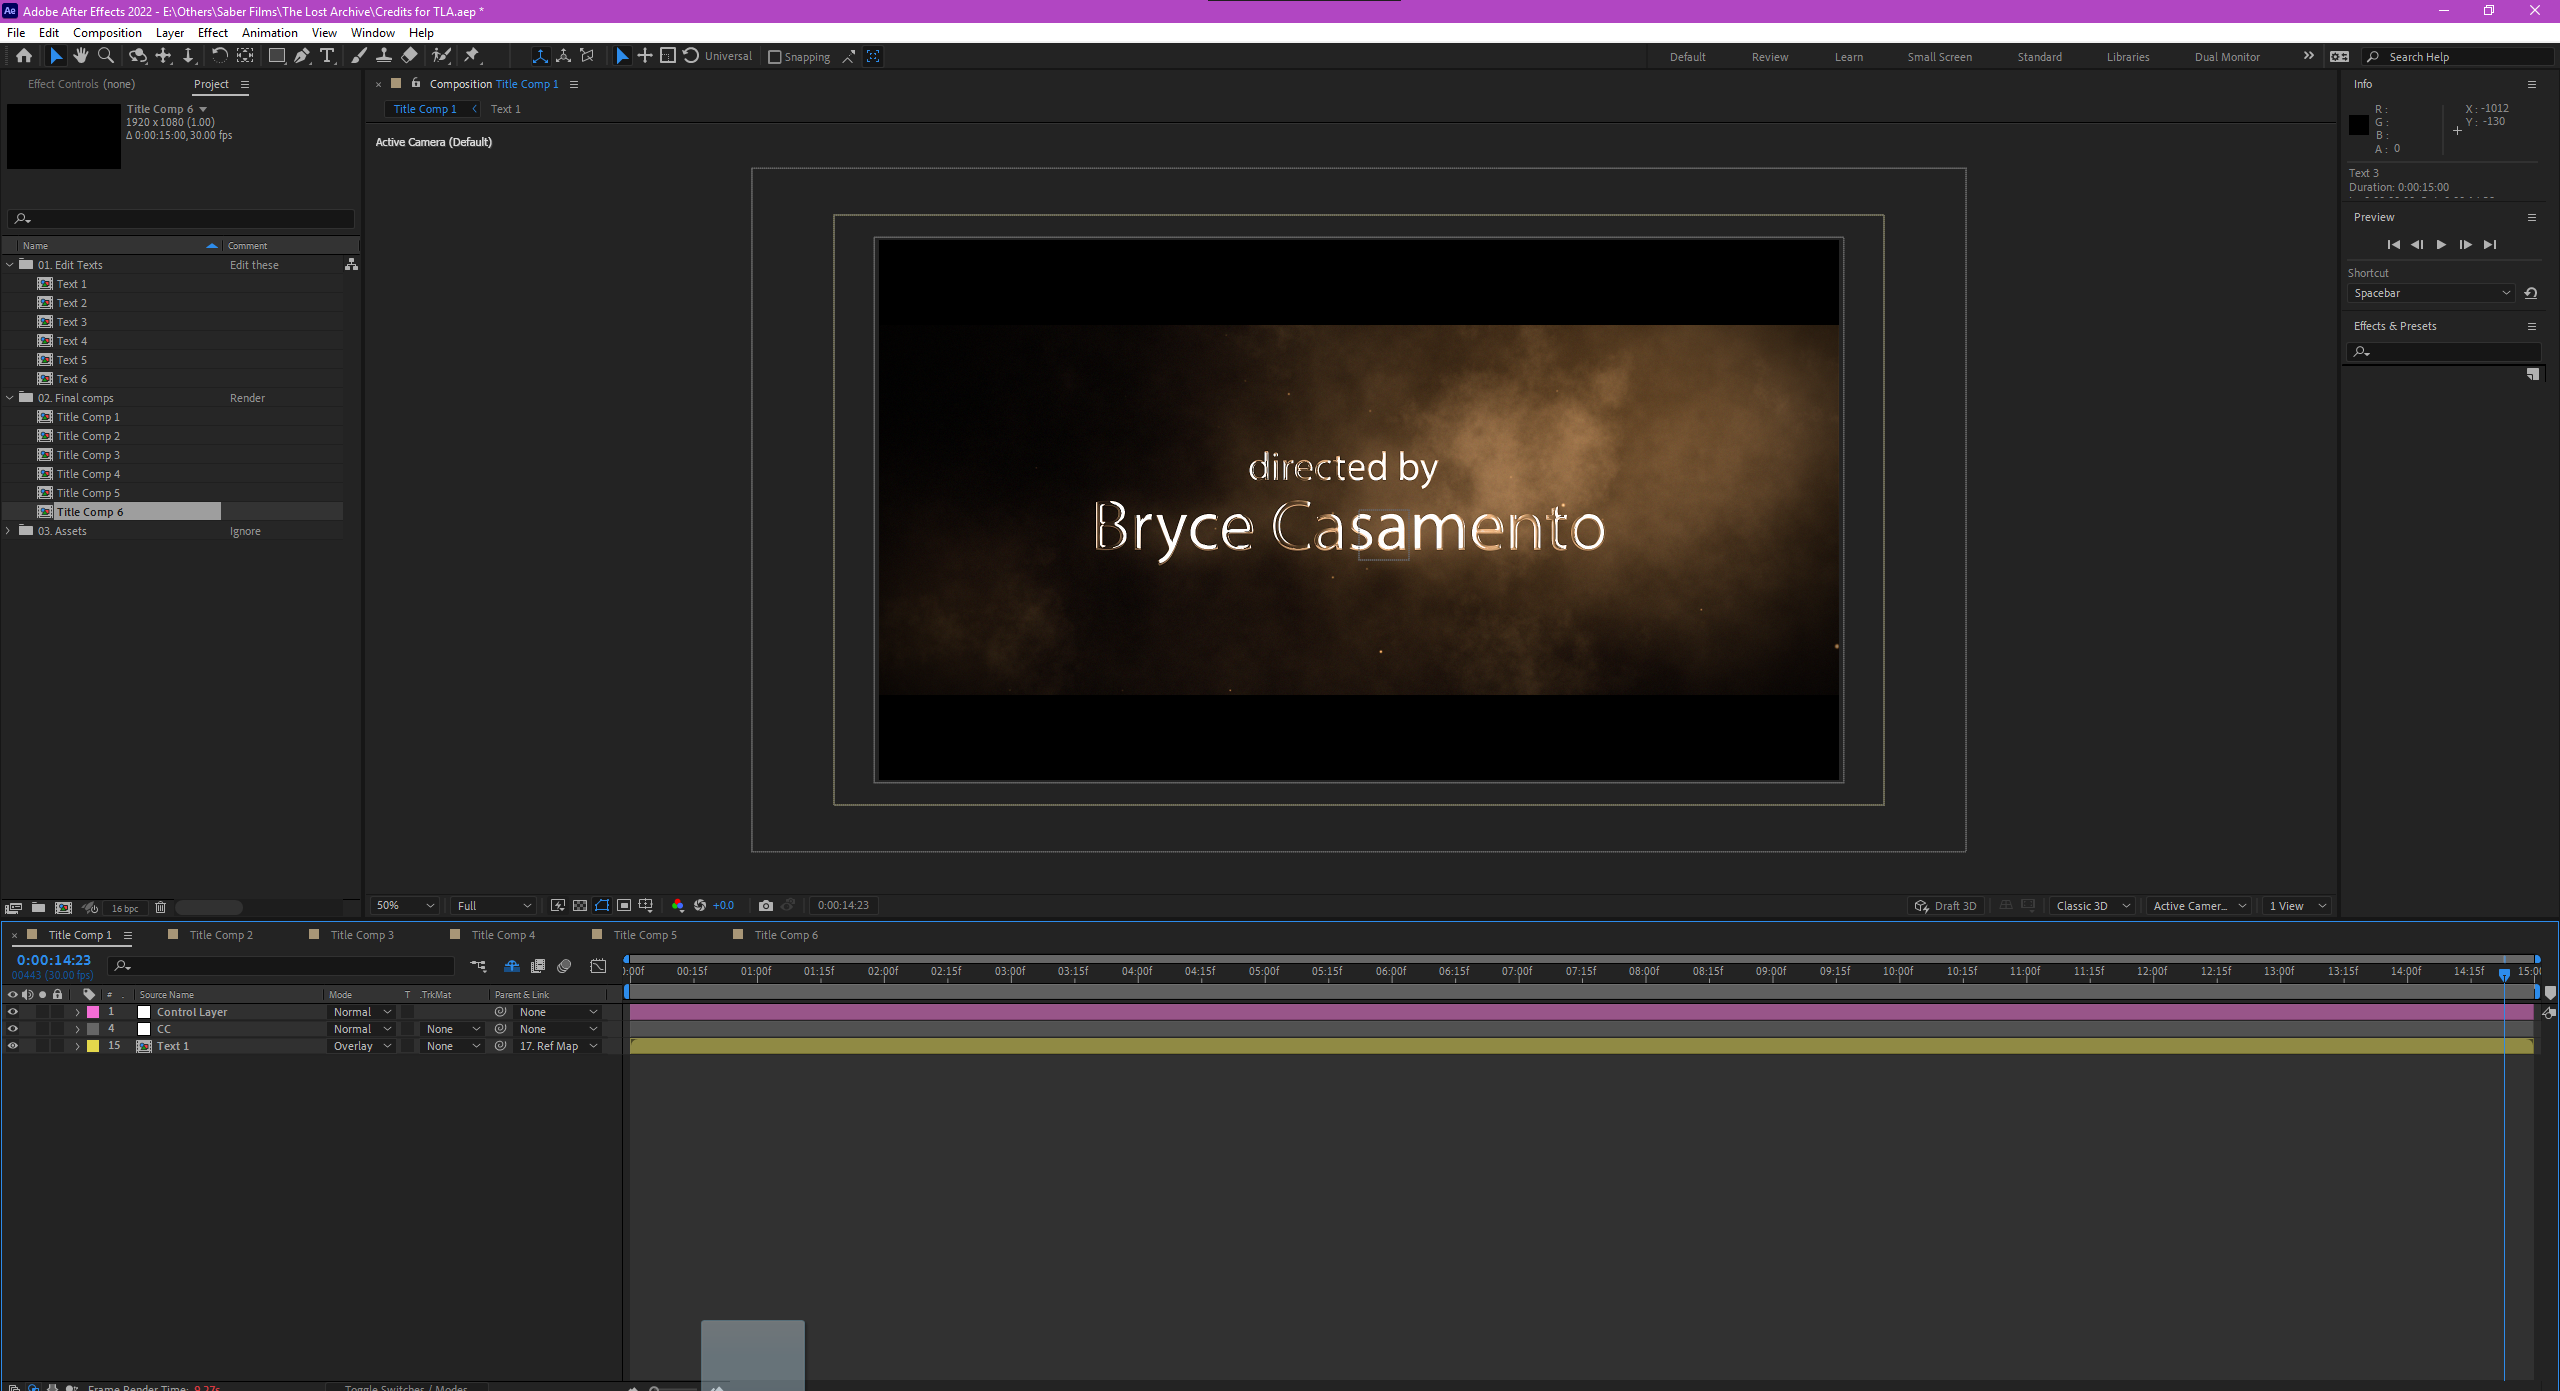 Adobe After Effects 2022 - E:\Others\Saber Films\The Lost Archive\Credits for TLA.aep *
File Edit Composition Layer Effect Animation View Window Help
Universal Snapping Default Review Learn Small Screen Standard Libraries Dual Monitor Search Help
Effect Controls (none) Project
Title Comp 6
1920 x 1080 (1.00)
Δ 0:00:15:00, 30.00 fps
Name Comment
01. Edit Texts Edit these
Text 1
Text 2
Text 3
Text 4
Text 5
Text 6
02. Final comps Render
Title Comp 1
Title Comp 2
Title Comp 3
Title Comp 4
Title Comp 5
Title Comp 6
03. Assets Ignore
16 bpc
Composition Title Comp 1
Title Comp 1 Text 1
Active Camera (Default)
directed by
Bryce Casamento
50% Full +0.0 0:00:14:23 Draft 3D Classic 3D Active Camer... 1 View
Info
R : X : -1012
G : Y : -130
B :
A : 0
Text 3
Duration: 0:00:15:00
Preview
Shortcut
Spacebar
Effects & Presets
Title Comp 1 Title Comp 2 Title Comp 3 Title Comp 4 Title Comp 5 Title Comp 6
0:00:14:23
00443 (30.00 fps)
0:00f 00:15f 01:00f 01:15f 02:00f 02:15f 03:00f 03:15f 04:00f 04:15f 05:00f 05:15f 06:00f 06:15f 07:00f 07:15f 08:00f 08:15f 09:00f 09:15f 10:00f 10:15f 11:00f 11:15f 12:00f 12:15f 13:00f 13:15f 14:00f 14:15f 15:00f
# Source Name Mode T .TrkMat Parent & Link
1 Control Layer Normal None
4 CC Normal None None
15 Text 1 Overlay None 17. Ref Map
Frame Render Time: 9.27s Toggle Switches / Modes